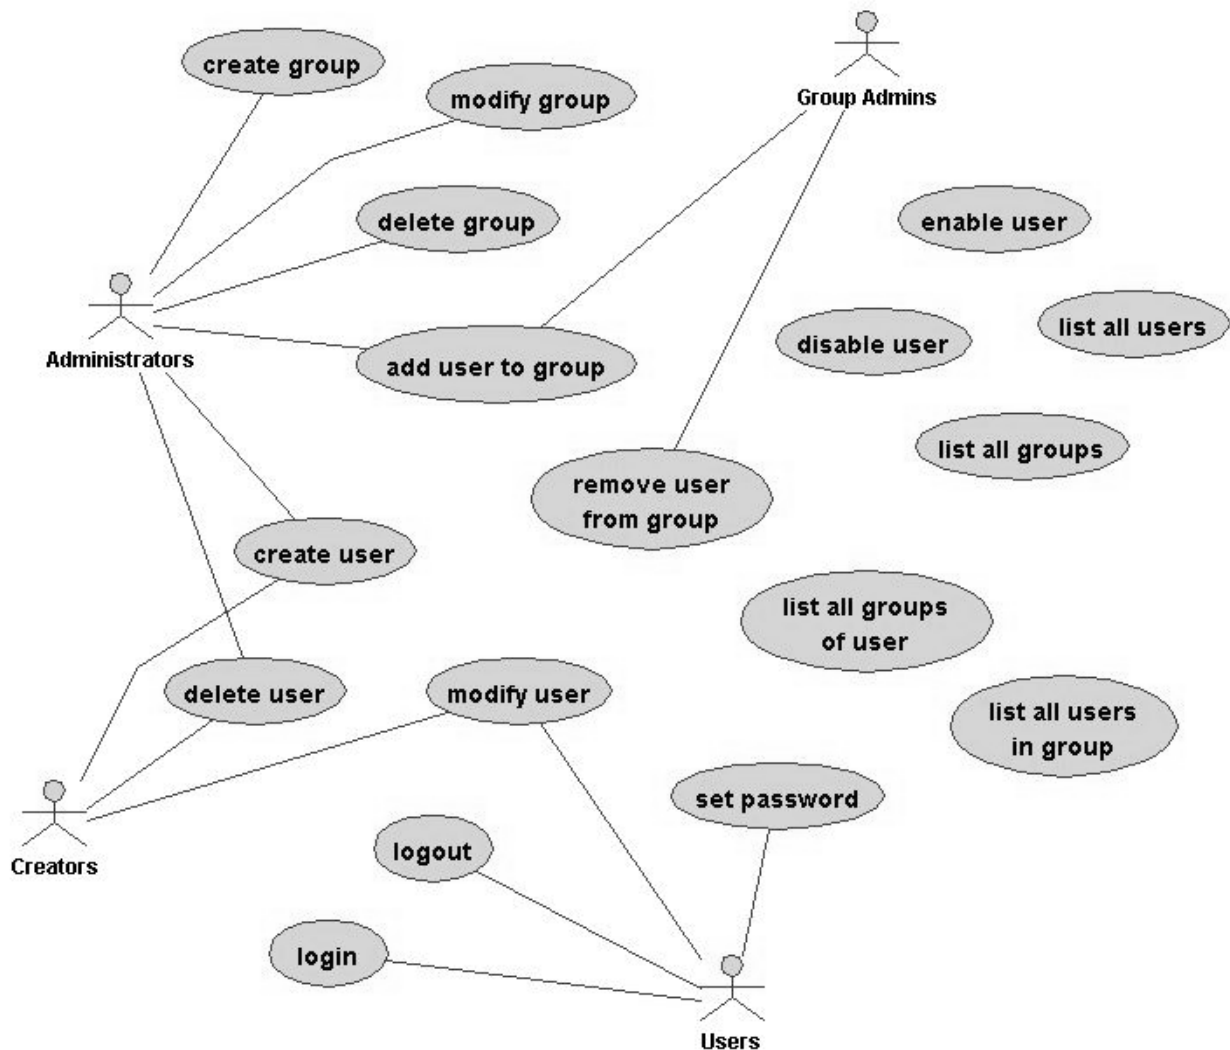 create group
modify group
Group Admins
delete group
enable user
Administrators
add user to group
disable user
list all users
list all groups
remove user
from group
create user
list all groups
of user
delete user
modify user
list all users
in group
set password
Creators
logout
login
Users